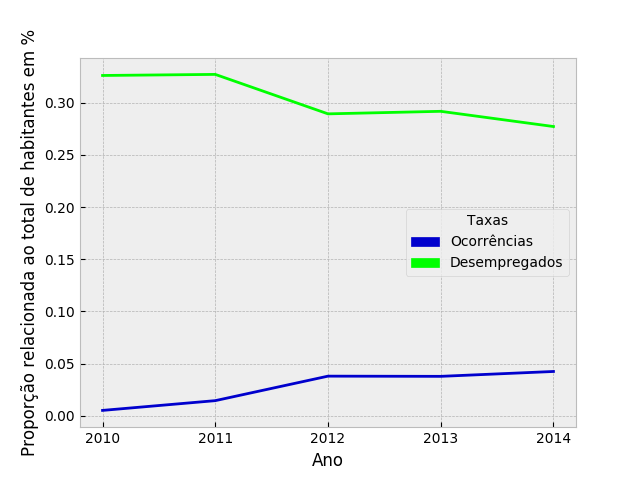 Proporção relacionada ao total de habitantes em %
0.30
0.25
0.20
0.15
0.10
0.05
0.00
Taxas
Ocorrências
Desempregados
2010 2011 2012 2013 2014
Ano